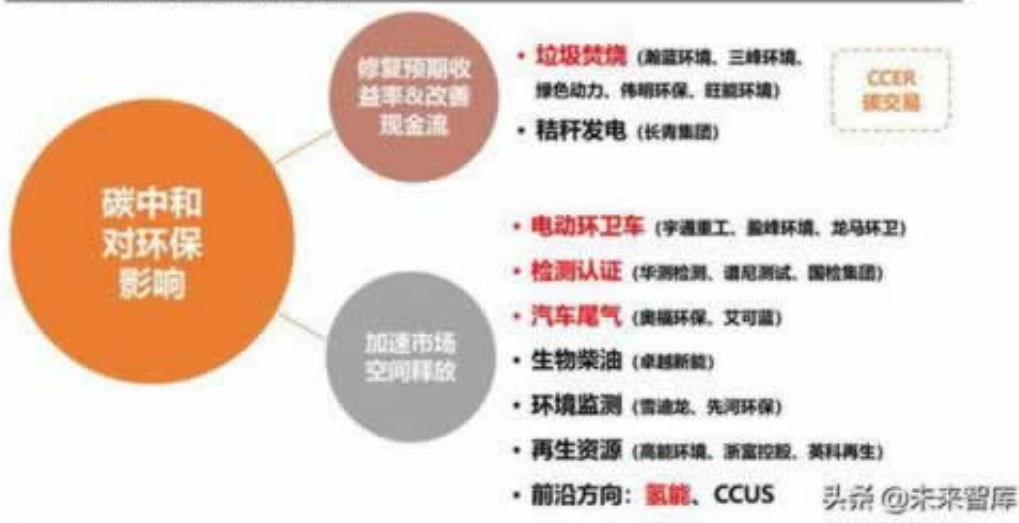 碳中和
对环保
影响
修复预期收
益率&改善
现金流
• 垃圾焚烧（瀚蓝环境、三峰环境、
绿色动力、伟明环保、旺能环境）
• 秸秆发电（长青集团）
CCER
碳交易
加速市场
空间释放
• 电动环卫车（宇通重工、盈峰环境、龙马环卫）
• 检测认证（华测检测、谱尼测试、国检集团）
• 汽车尾气（奥福环保、艾可蓝）
• 生物柴油（卓越新能）
• 环境监测（雪迪龙、先河环保）
• 再生资源（高能环境、浙富控股、英科再生）
• 前沿方向：氢能、CCUS
头条 @未来智库